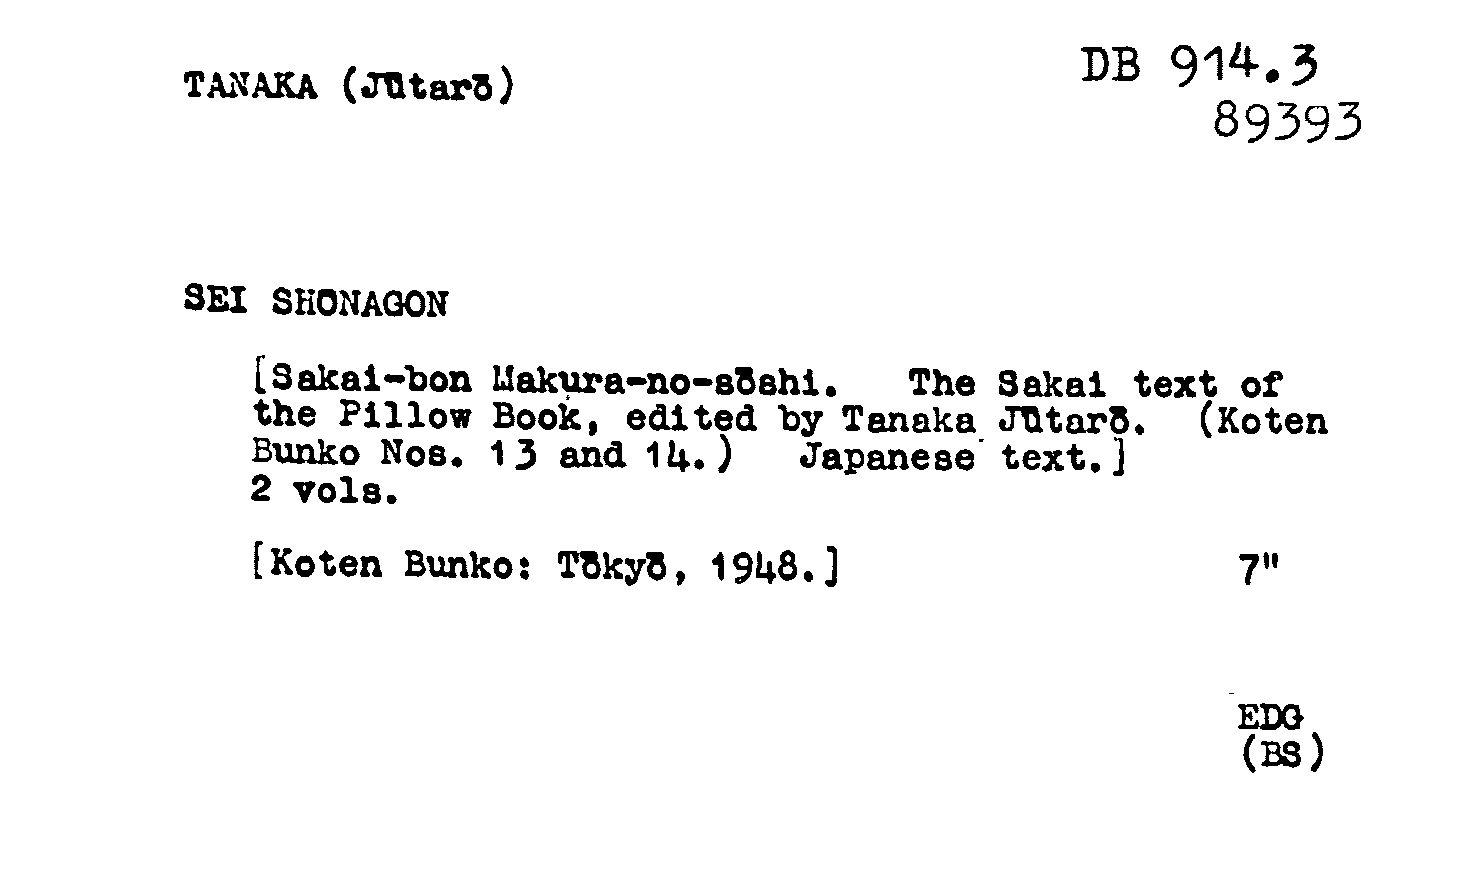 TANAKA (Jūtarō)
DB 914.3
89393
SEI SHŌNAGON
[Sakai-bon Makura-no-sōshi. The Sakai text of
the Pillow Book, edited by Tanaka Jūtarō. (Koten
Bunko Nos. 13 and 14.) Japanese text.]
2 vols.
[Koten Bunko: Tōkyō, 1948.] 7"
EDG
(BS)